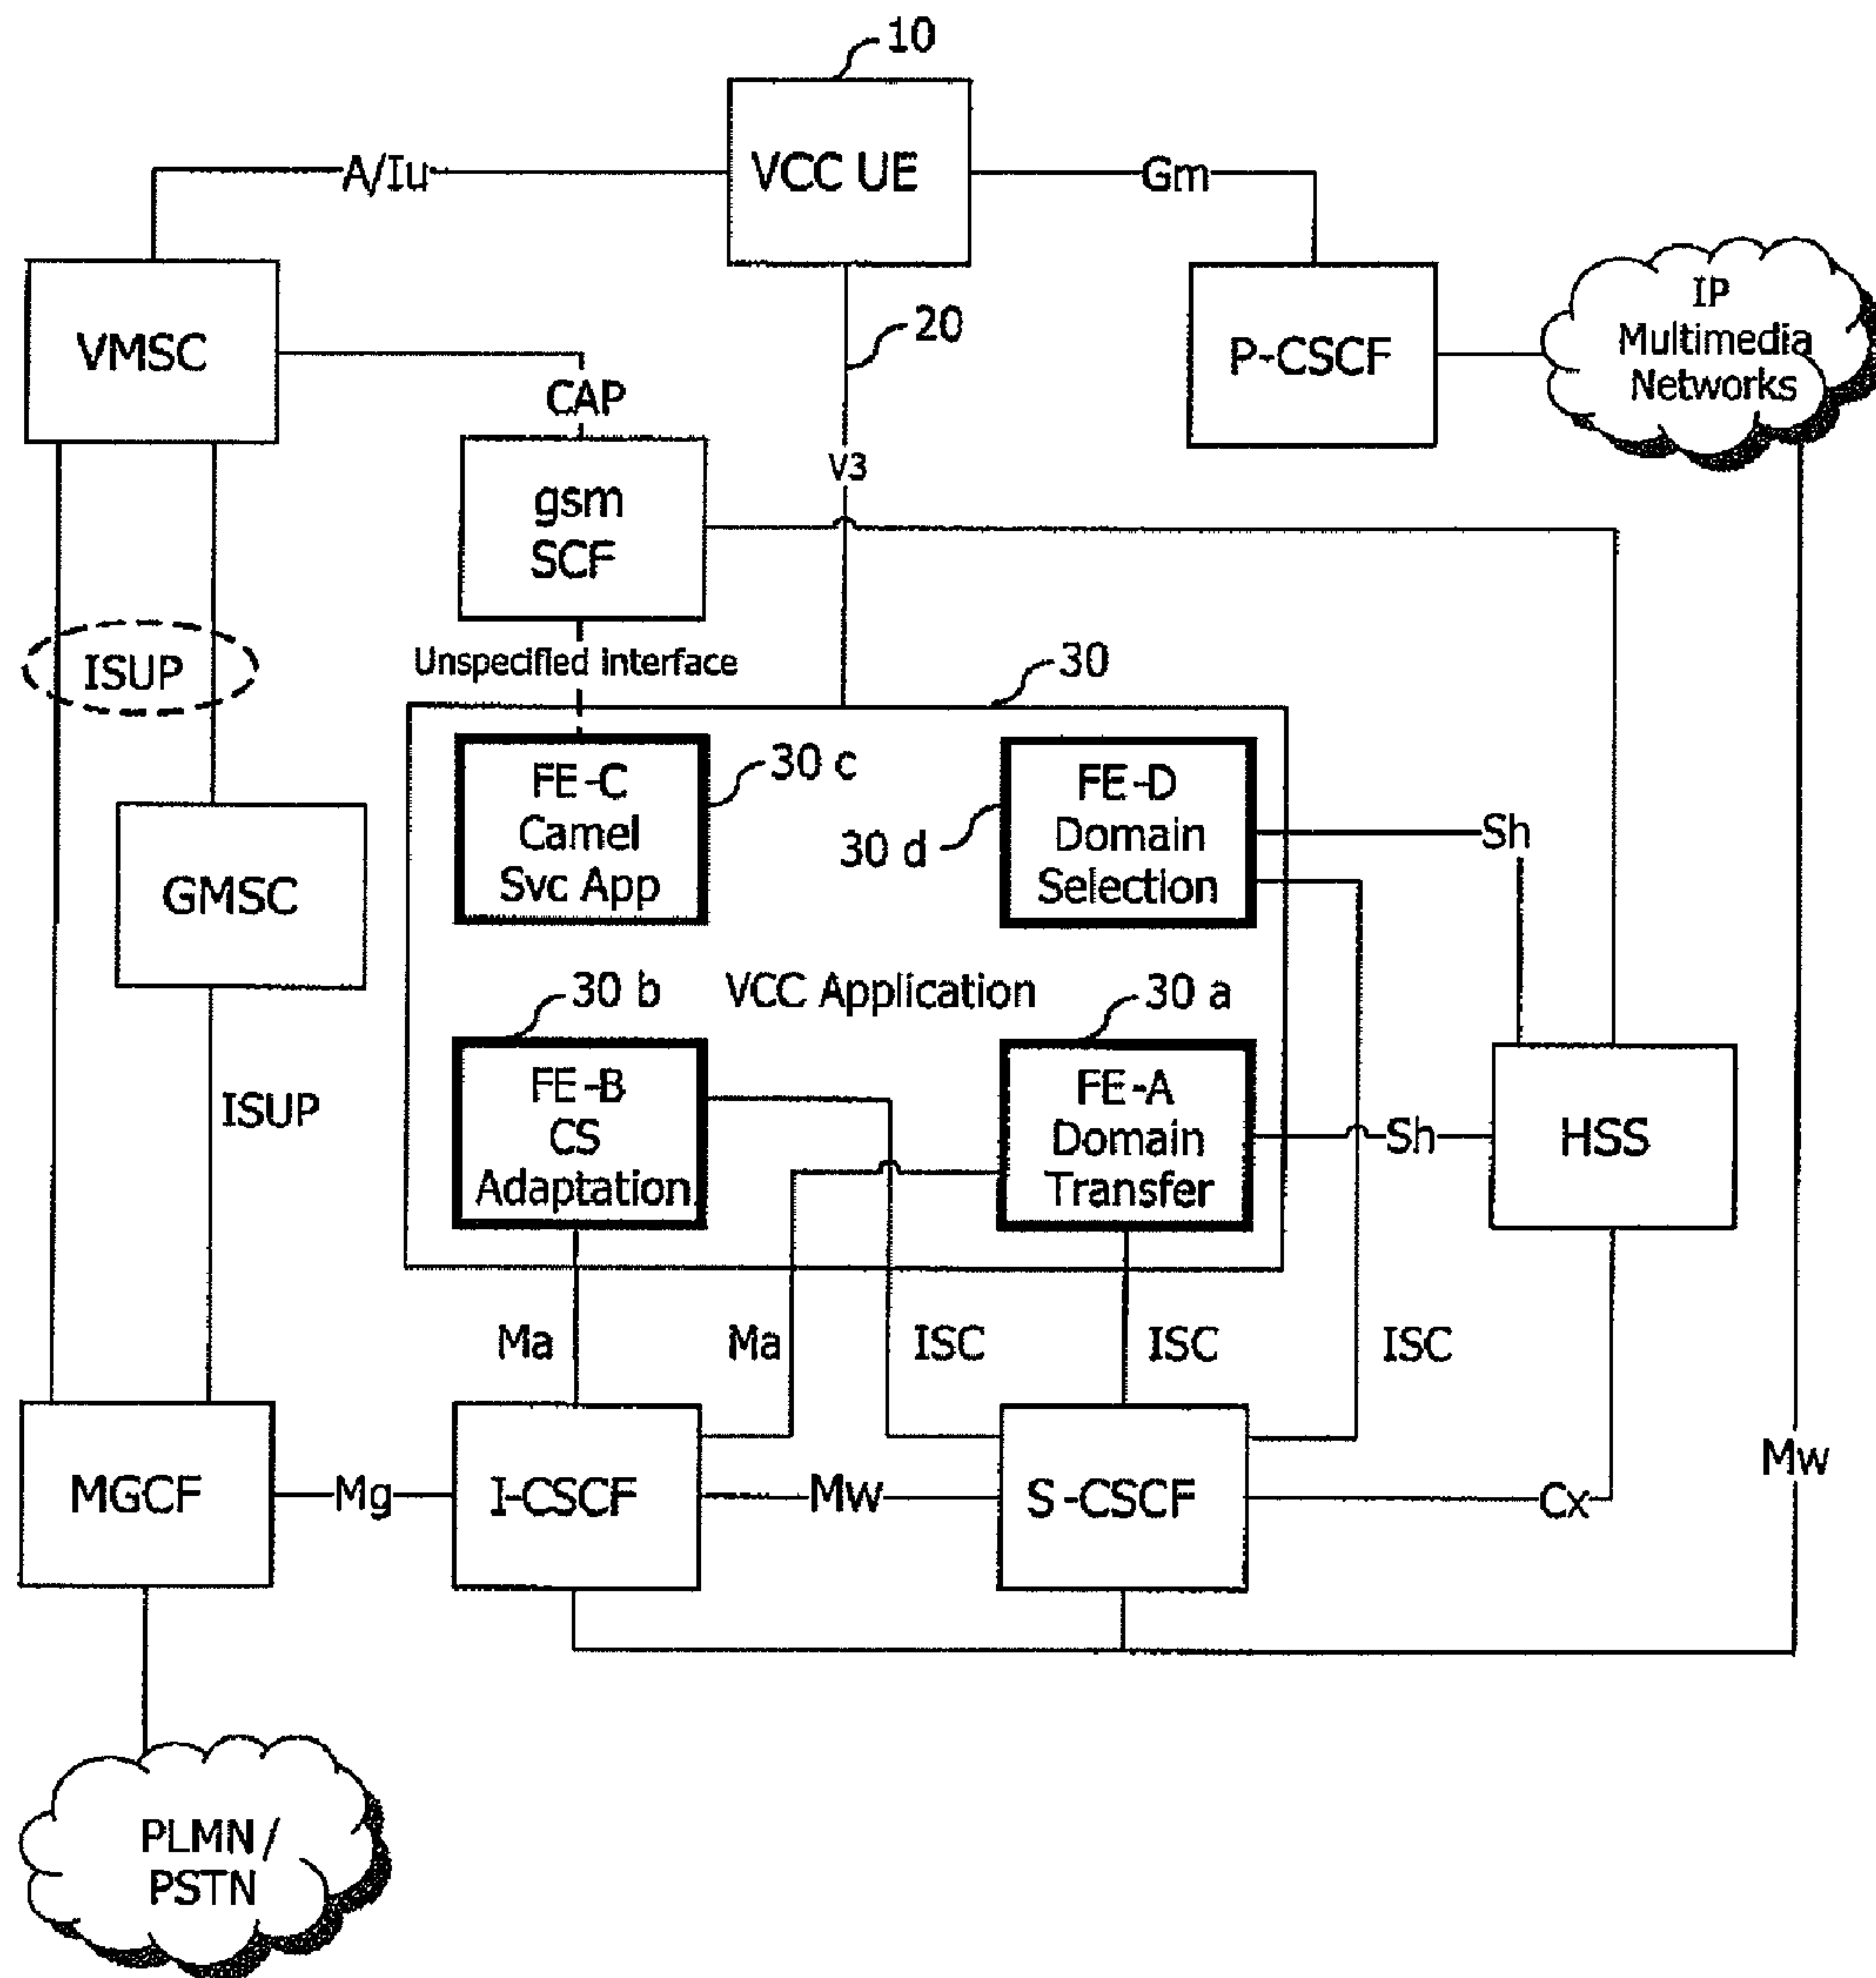 10
VCC UE
A/Iu
Gm
VMSC
20
P-CSCF
IP
Multimedia
Networks
CAP
V3
gsm
SCF
ISUP
Unspecified interface
30
FE-C
Camel
Svc App
30 c
FE-D
Domain
Selection
30 d
Sh
GMSC
30 b
VCC Application
30 a
FE-B
CS
Adaptation
FE-A
Domain
Transfer
Sh
HSS
ISUP
Ma
Ma
ISC
ISC
ISC
MGCF
Mg
I-CSCF
Mw
S-CSCF
Cx
Mw
PLMN/
PSTN